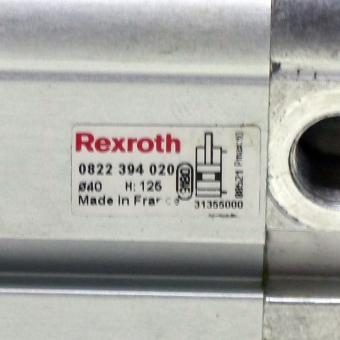 Rexroth
0822 394 020
Ø40 H: 125
Made in France
31355000